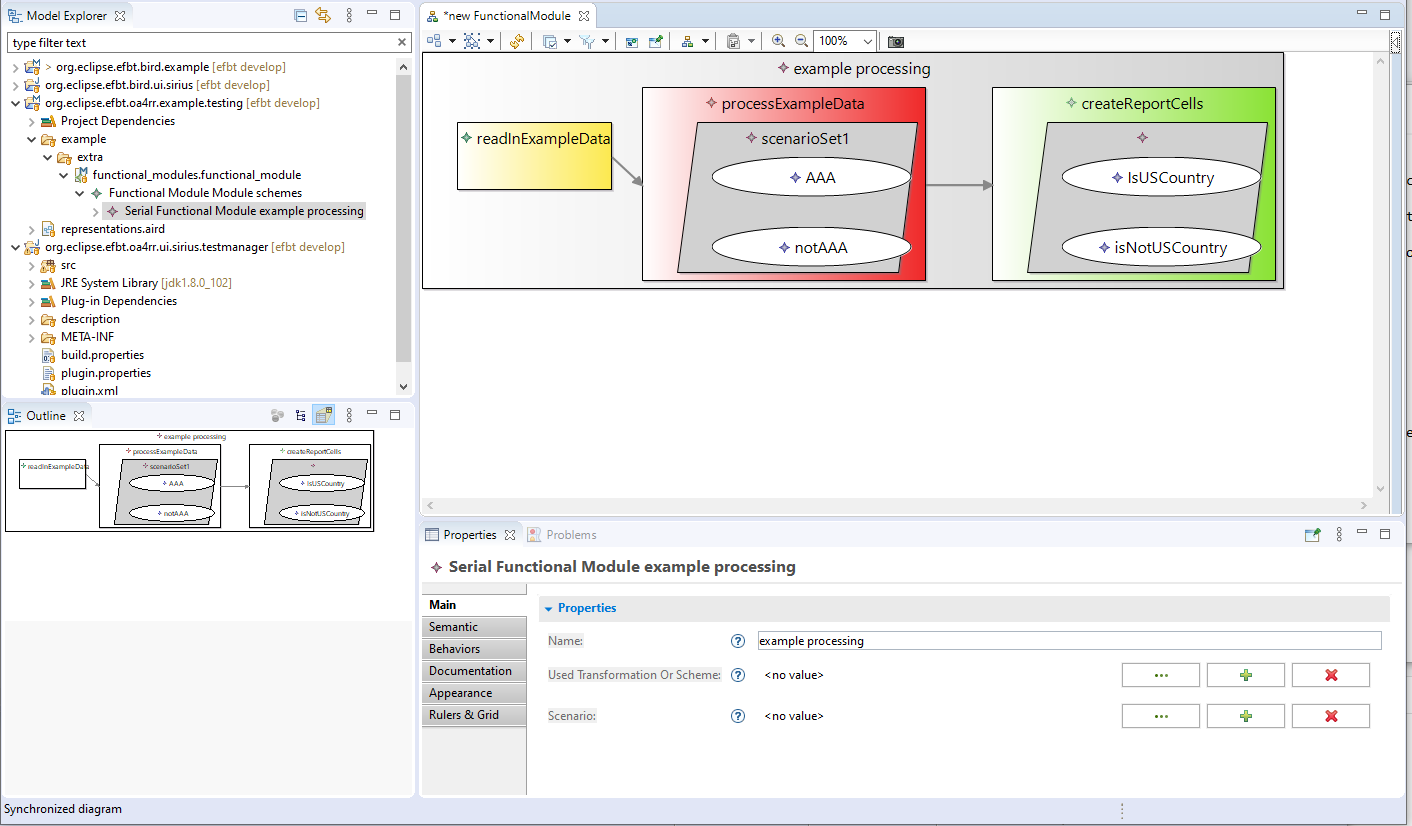 Model Explorer
type filter text
> org.eclipse.efbt.bird.example [efbt develop]
org.eclipse.efbt.bird.ui.sirius [efbt develop]
org.eclipse.efbt.oa4rr.example.testing [efbt develop]
Project Dependencies
example
extra
functional_modules.functional_module
Functional Module Module schemes
Serial Functional Module example processing
representations.aird
org.eclipse.efbt.oa4rr.ui.sirius.testmanager [efbt develop]
src
JRE System Library [jdk1.8.0_102]
Plug-in Dependencies
description
META-INF
build.properties
plugin.properties
plugin.xml
Outline
example processing
processExampleData
createReportCells
readInExampleData
scenarioSet1
AAA
IsUSCountry
notAAA
isNotUSCountry
*new FunctionalModule
100%
example processing
processExampleData
createReportCells
readInExampleData
scenarioSet1
AAA
IsUSCountry
notAAA
isNotUSCountry
Properties
Problems
Serial Functional Module example processing
Main
Semantic
Behaviors
Documentation
Appearance
Rulers & Grid
Properties
Name: ? example processing
Used Transformation Or Scheme: ? <no value>
Scenario: ? <no value>
Synchronized diagram